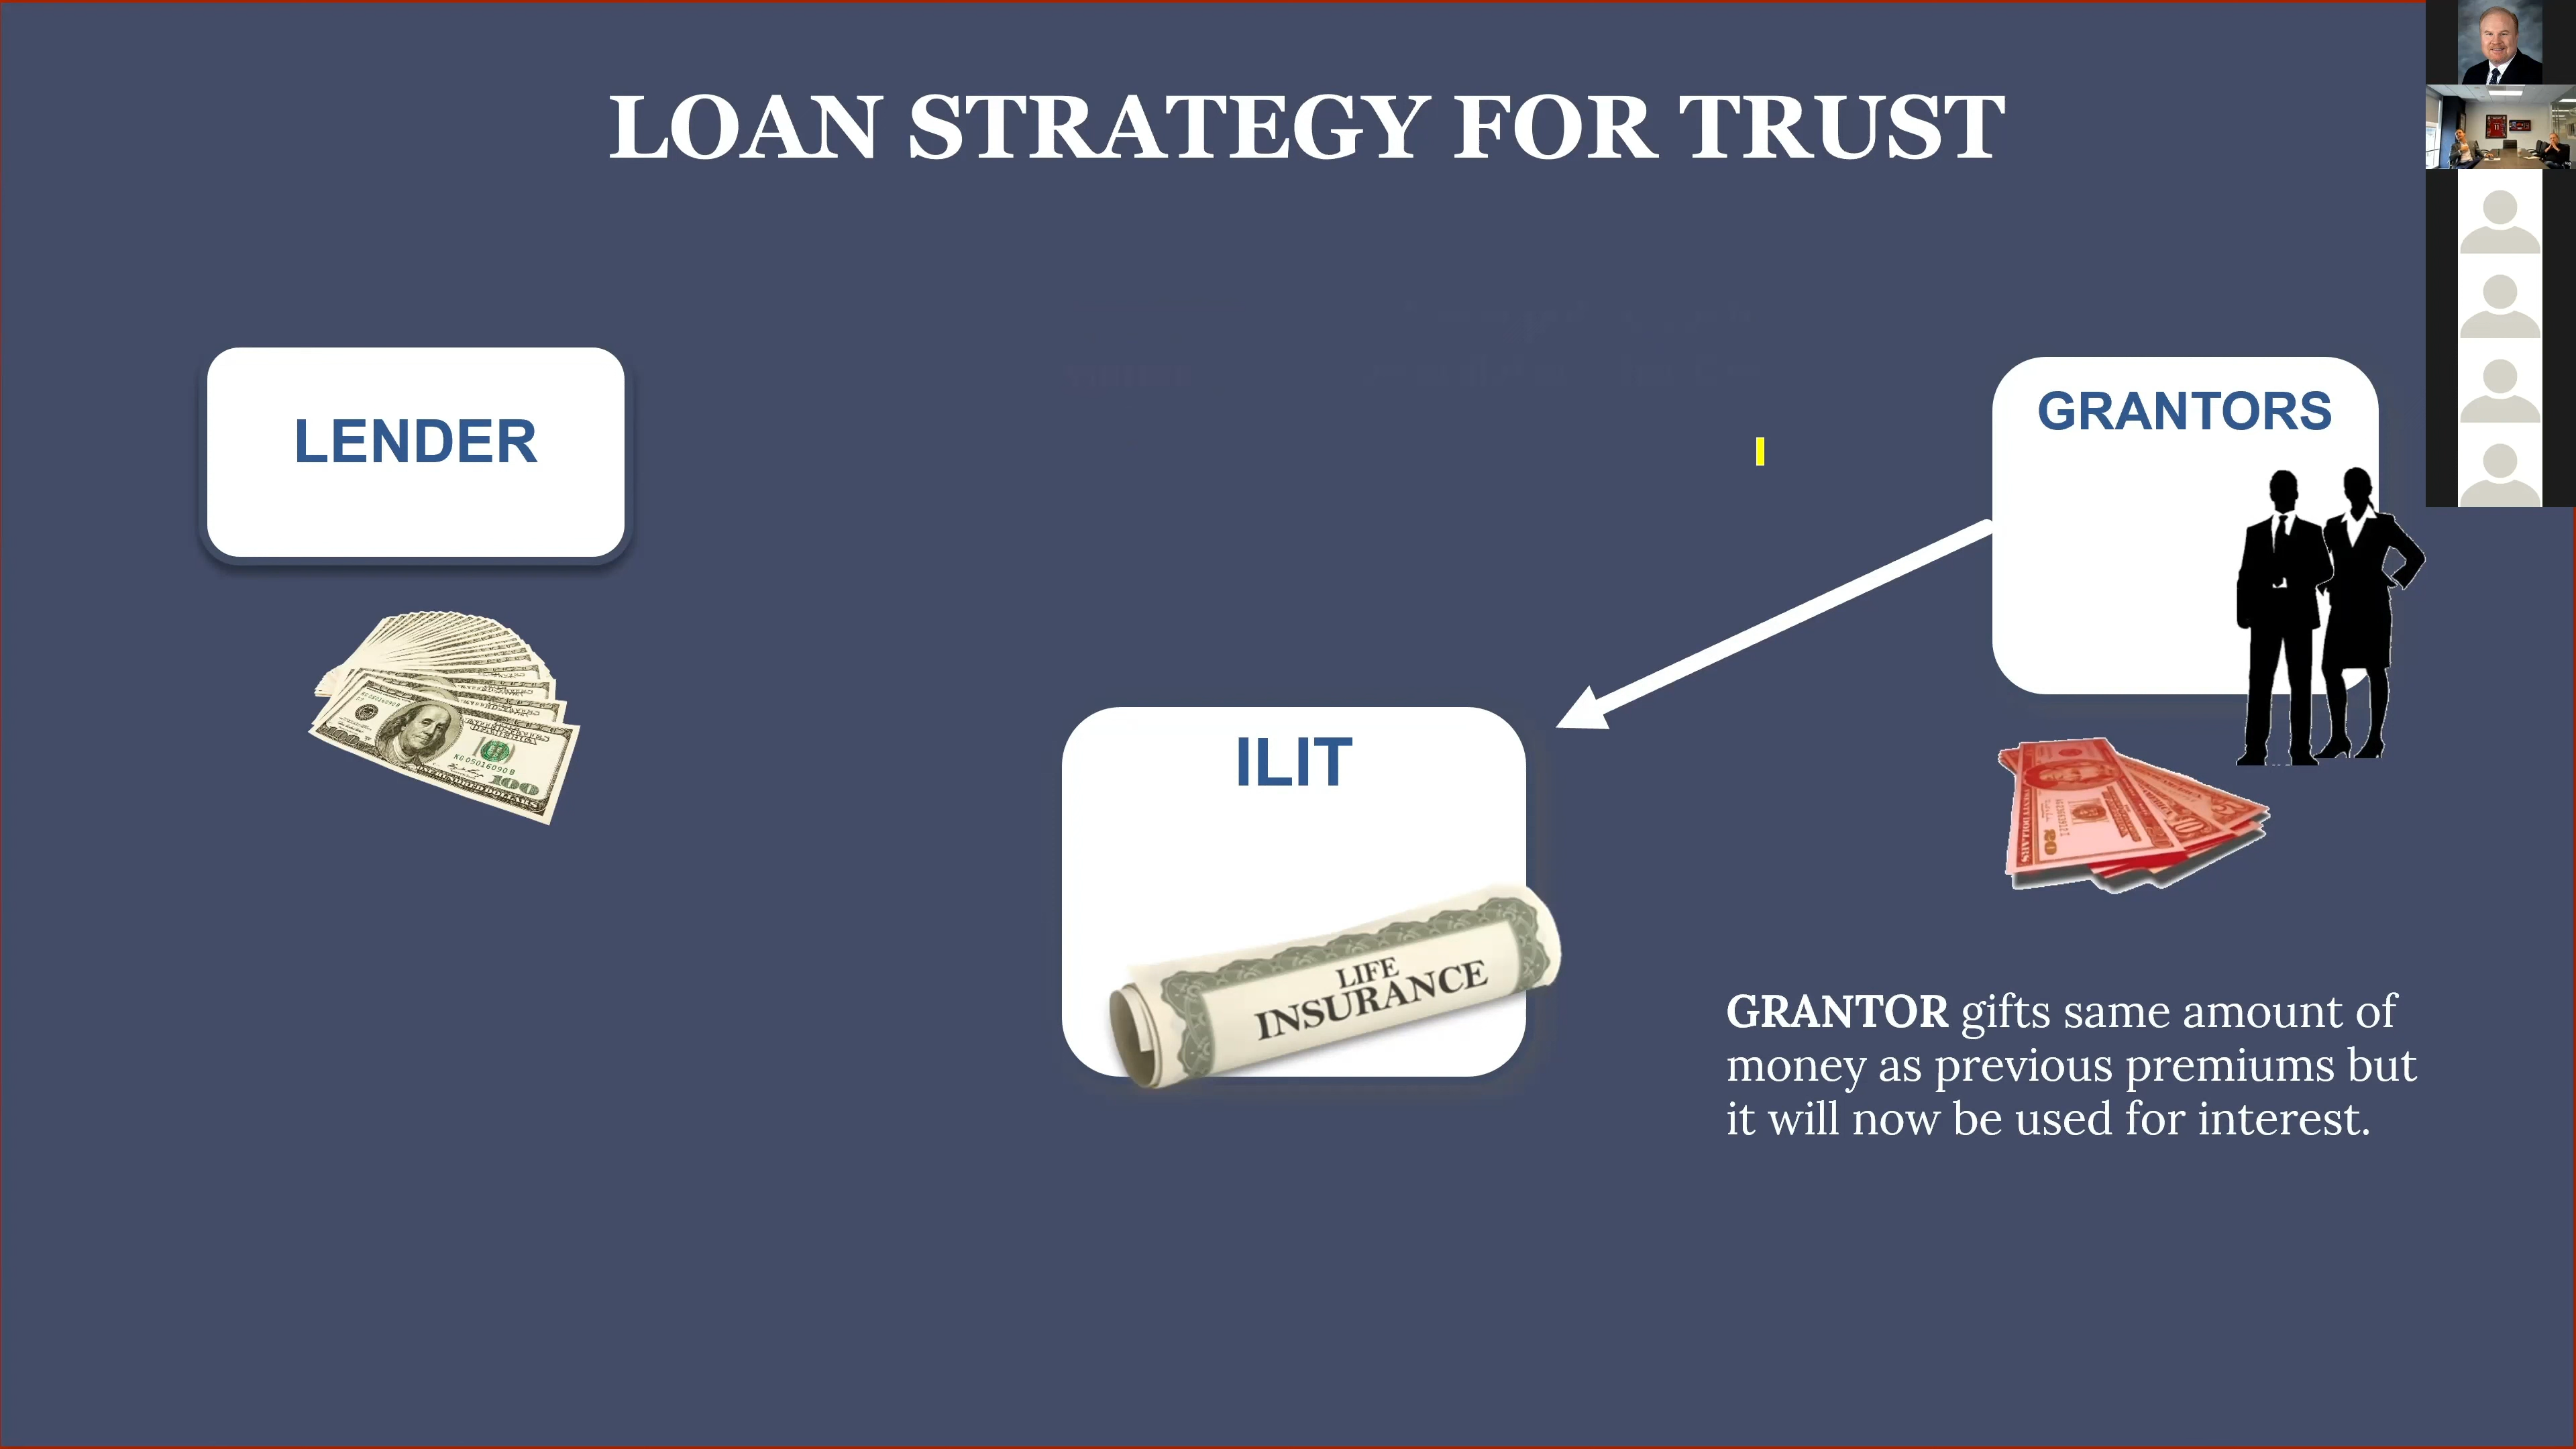 LOAN STRATEGY FOR TRUST
LENDER
GRANTORS
ILIT
LIFE
INSURANCE
GRANTOR gifts same amount of
money as previous premiums but
it will now be used for interest.